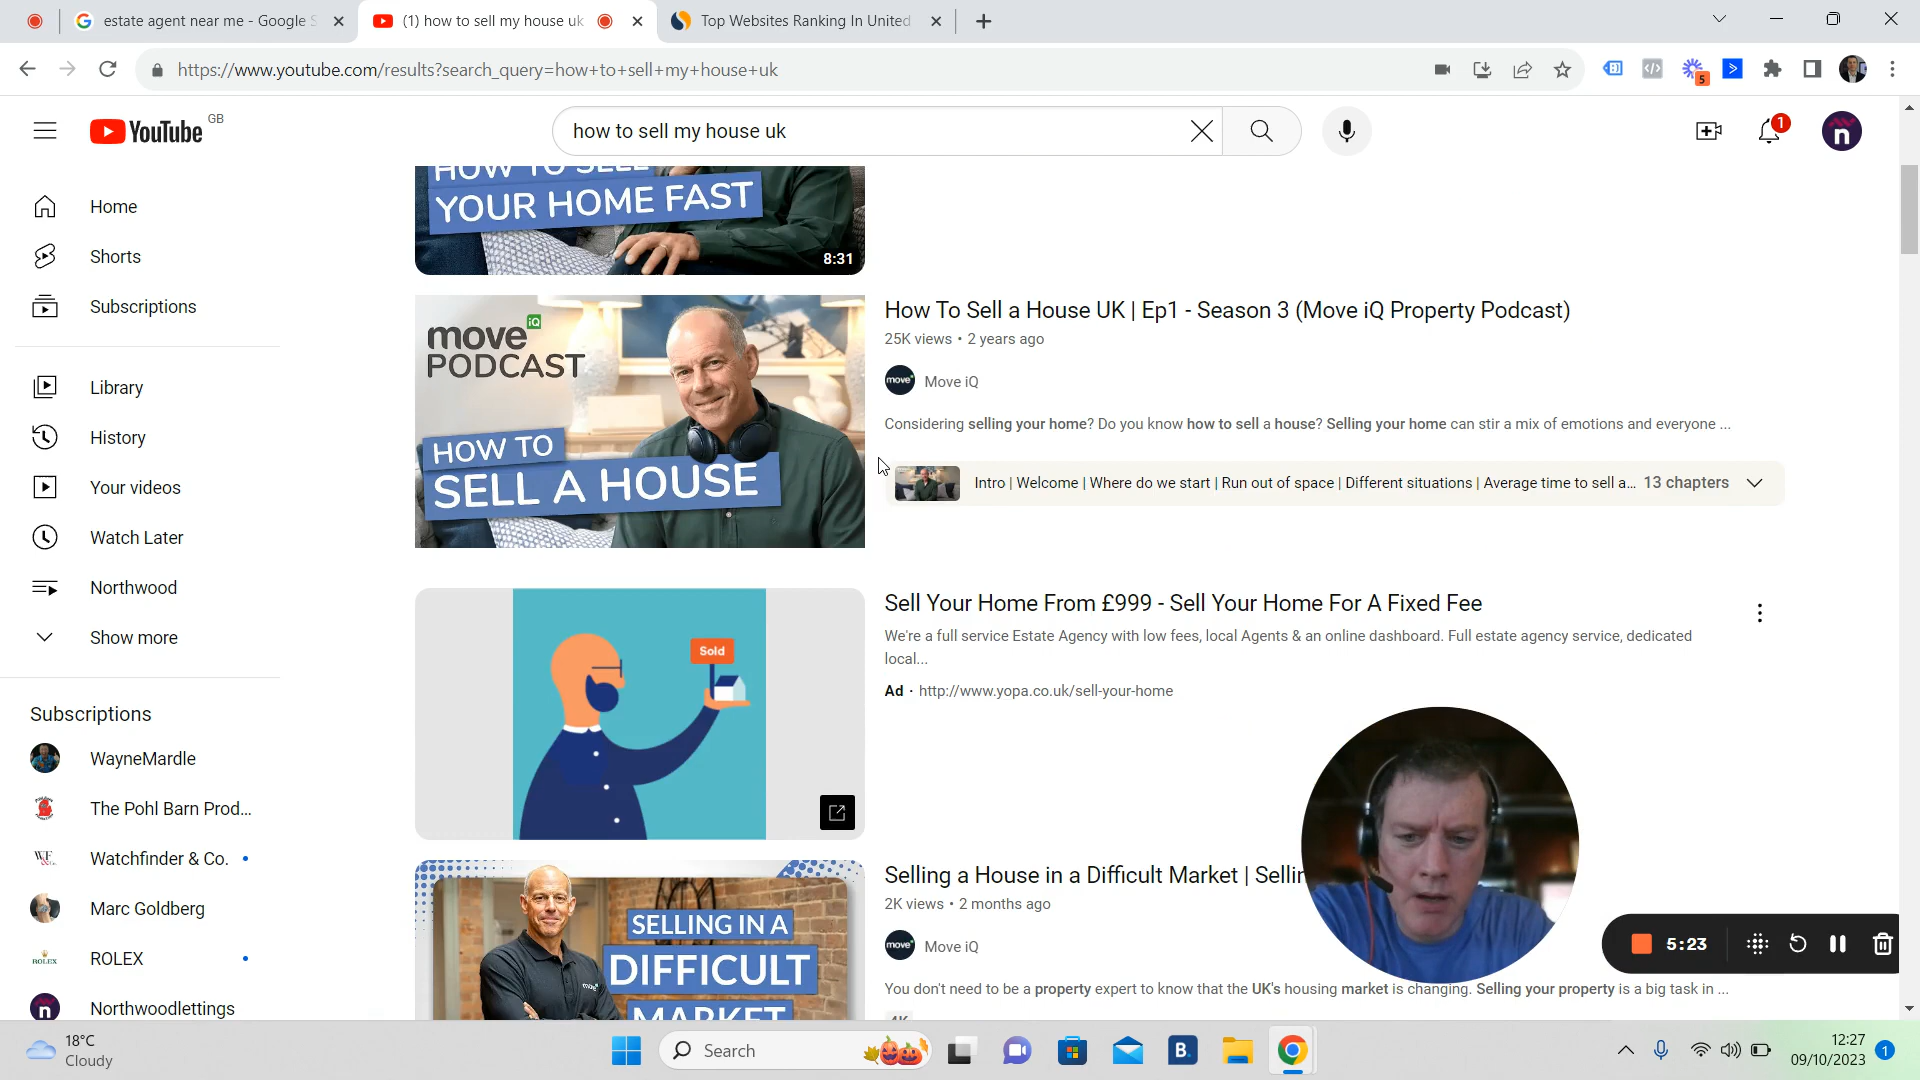 estate agent near me - Google S
(1) how to sell my house uk
Top Websites Ranking In United
https://www.youtube.com/results?search_query=how+to+sell+my+house+uk
5
YouTube GB
how to sell my house uk
1
n
Home
Shorts
Subscriptions
Library
History
Your videos
Watch Later
Northwood
Show more
Subscriptions
WayneMardle
The Pohl Barn Prod...
Watchfinder & Co.
Marc Goldberg
ROLEX
ROLEX
Northwoodlettings
HOW TO SELL
YOUR HOME FAST
8:31
move iQ
PODCAST
HOW TO
SELL A HOUSE
How To Sell a House UK | Ep1 - Season 3 (Move iQ Property Podcast)
25K views • 2 years ago
move
Move iQ
Considering selling your home? Do you know how to sell a house? Selling your home can stir a mix of emotions and everyone ...
Intro | Welcome | Where do we start | Run out of space | Different situations | Average time to sell a... 13 chapters
Sold
Sell Your Home From £999 - Sell Your Home For A Fixed Fee
We're a full service Estate Agency with low fees, local Agents & an online dashboard. Full estate agency service, dedicated
local...
Ad · http://www.yopa.co.uk/sell-your-home
SELLING IN A
DIFFICULT
MARKET
move
Selling a House in a Difficult Market | Sellin
2K views • 2 months ago
move
Move iQ
You don't need to be a property expert to know that the UK's housing market is changing. Selling your property is a big task in ...
4K
5:23
18°C
Cloudy
Search
B.
12:27
09/10/2023
1